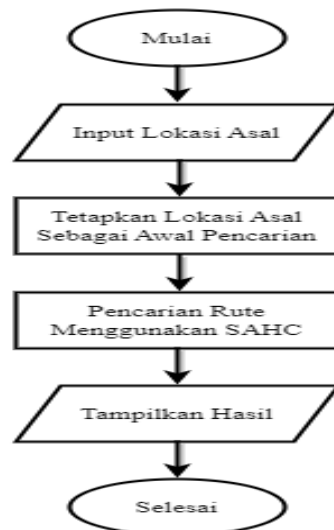 Mulai
Input Lokasi Asal
Tetapkan Lokasi Asal
Sebagai Awal Pencarian
Pencarian Rute
Menggunakan SAHC
Tampilkan Hasil
Selesai